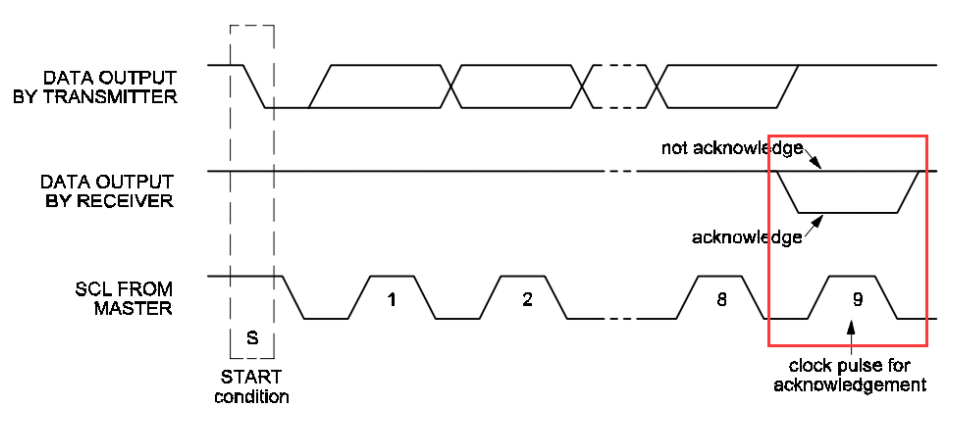 DATA OUTPUT
BY TRANSMITTER
not acknowledge
DATA OUTPUT
BY RECEIVER
acknowledge
SCL FROM
MASTER
1
2
8
9
S
START
condition
clock pulse for
acknowledgement